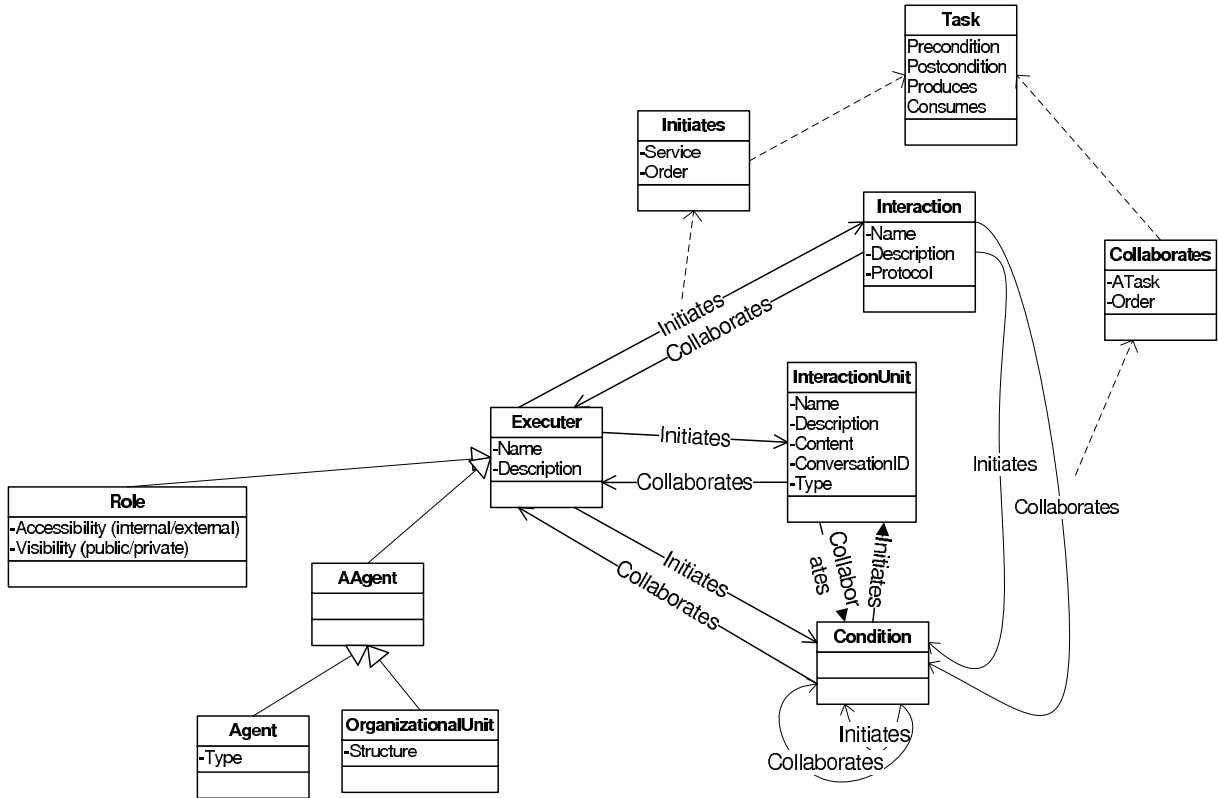 Task
Precondition
Postcondition
Produces
Consumes
Initiates
-Service
-Order
Interaction
-Name
-Description
-Protocol
Collaborates
-ATask
-Order
Initiates
Collaborates
InteractionUnit
-Name
-Description
-Content
-ConversationID
-Type
Executer
-Name
-Description
Initiates
Collaborates
Initiates
Collaborates
Role
-Accessibility (internal/external)
-Visibility (public/private)
AAgent
Initiates
Collaborates
Collabor
ates
Initiates
Condition
Initiates
Collaborates
Agent
-Type
OrganizationalUnit
-Structure